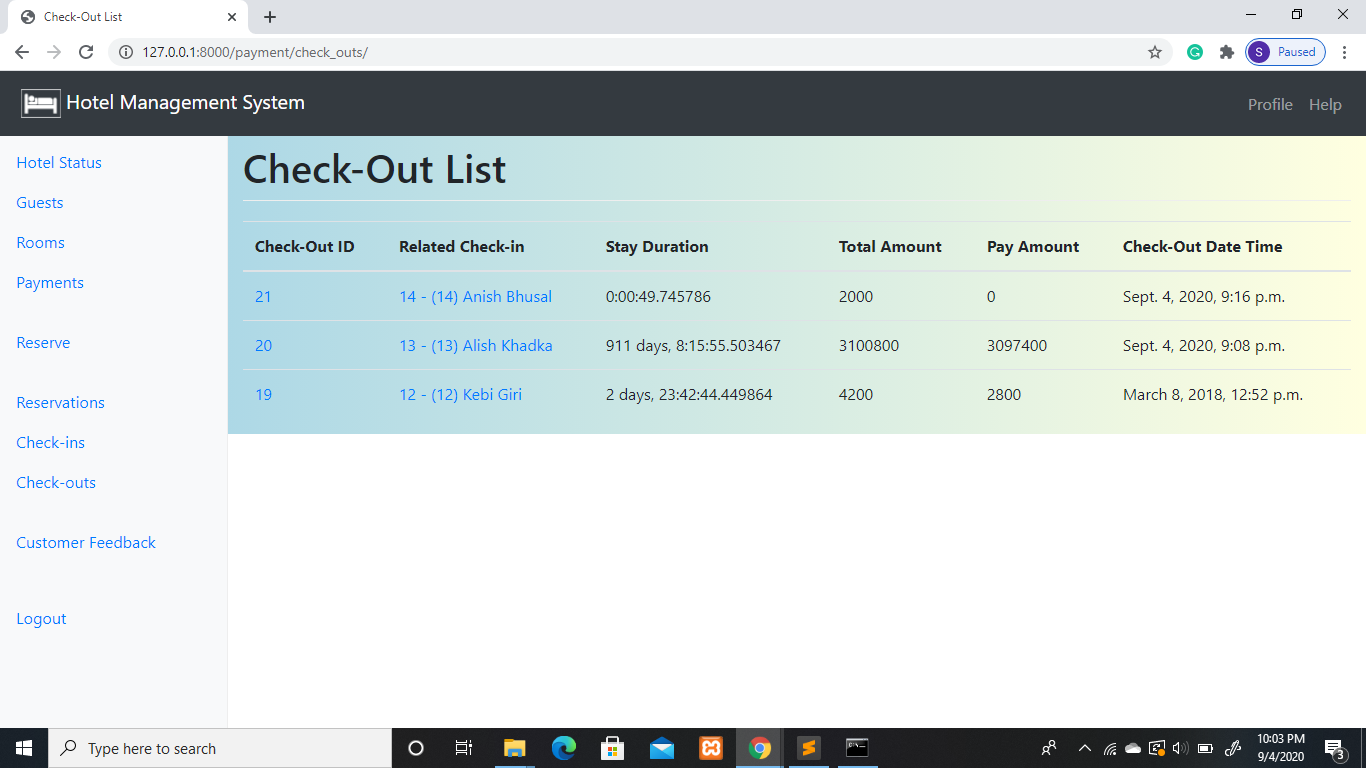 Check-Out List
127.0.0.1:8000/payment/check_outs/
S Paused
Hotel Management System
Profile Help
Hotel Status
Guests
Rooms
Payments
Reserve
Reservations
Check-ins
Check-outs
Customer Feedback
Logout
Check-Out List
Check-Out ID Related Check-in Stay Duration Total Amount Pay Amount Check-Out Date Time
21 14 - (14) Anish Bhusal 0:00:49.745786 2000 0 Sept. 4, 2020, 9:16 p.m.
20 13 - (13) Alish Khadka 911 days, 8:15:55.503467 3100800 3097400 Sept. 4, 2020, 9:08 p.m.
19 12 - (12) Kebi Giri 2 days, 23:42:44.449864 4200 2800 March 8, 2018, 12:52 p.m.
Type here to search
10:03 PM
9/4/2020
3